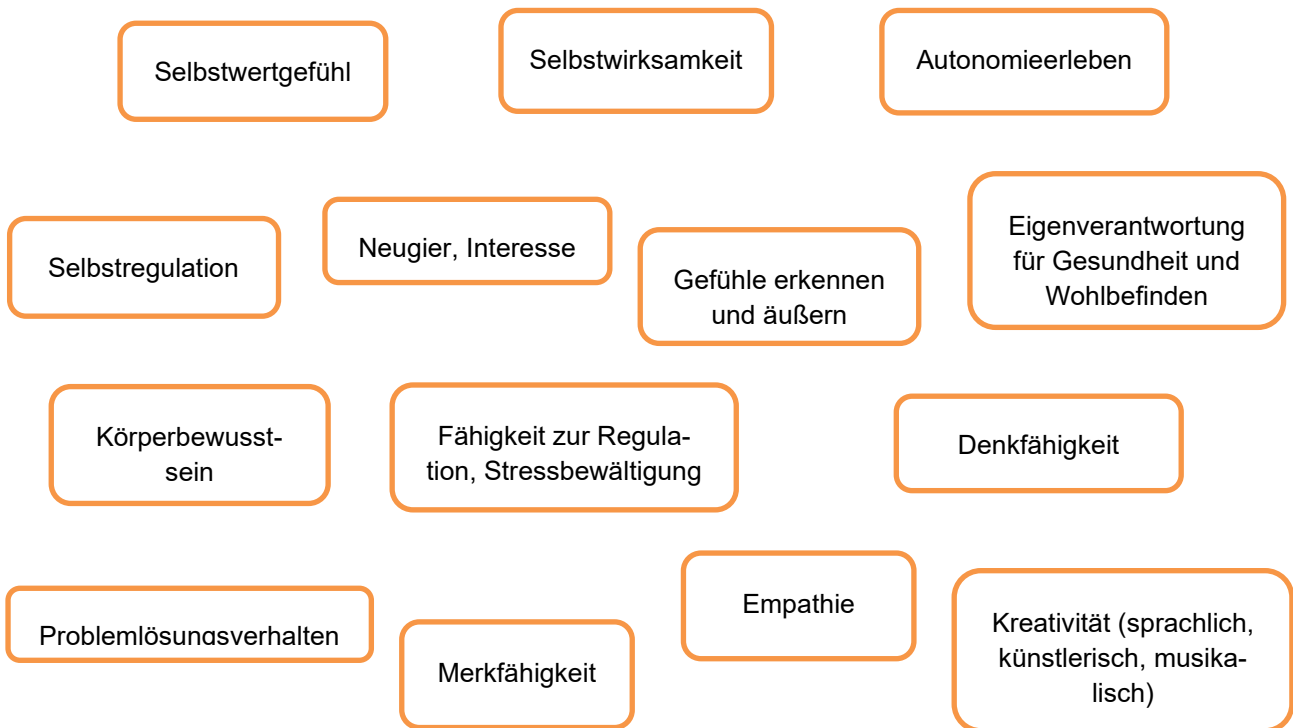 Selbstwertgefühl
Selbstwirksamkeit
Autonomieerleben
Selbstregulation
Neugier, Interesse
Gefühle erkennen
und äußern
Eigenverantwortung
für Gesundheit und
Wohlbefinden
Körperbewusst-
sein
Fähigkeit zur Regula-
tion, Stressbewältigung
Denkfähigkeit
Problemlösungsverhalten
Merkfähigkeit
Empathie
Kreativität (sprachlich,
künstlerisch, musika-
lisch)